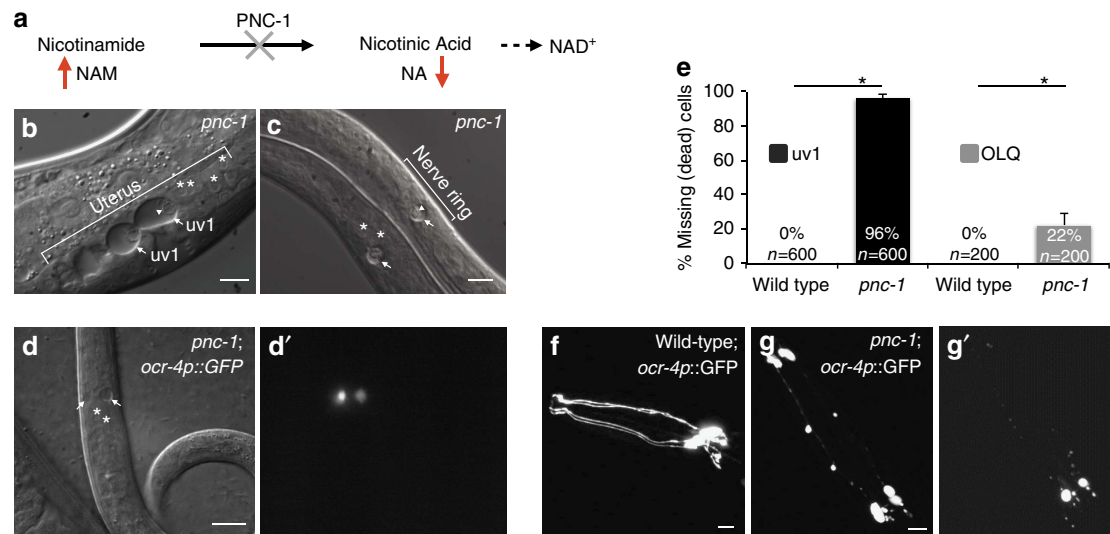 a
PNC-1
Nicotinamide
Nicotinic Acid
NAD+
NAM
NA
b
pnc-1
Uterus
* * * *
uv1
uv1
c
pnc-1
Nerve ring
* *
d
pnc-1;
ocr-4p::GFP
* *
d′
e
* *
% Missing (dead) cells
100
80
60
40
20
0
uv1
OLQ
0%
n=600
96%
n=600
0%
n=200
22%
n=200
Wild type
pnc-1
Wild type
pnc-1
f
Wild-type;
ocr-4p::GFP
g
pnc-1;
ocr-4p::GFP
g′